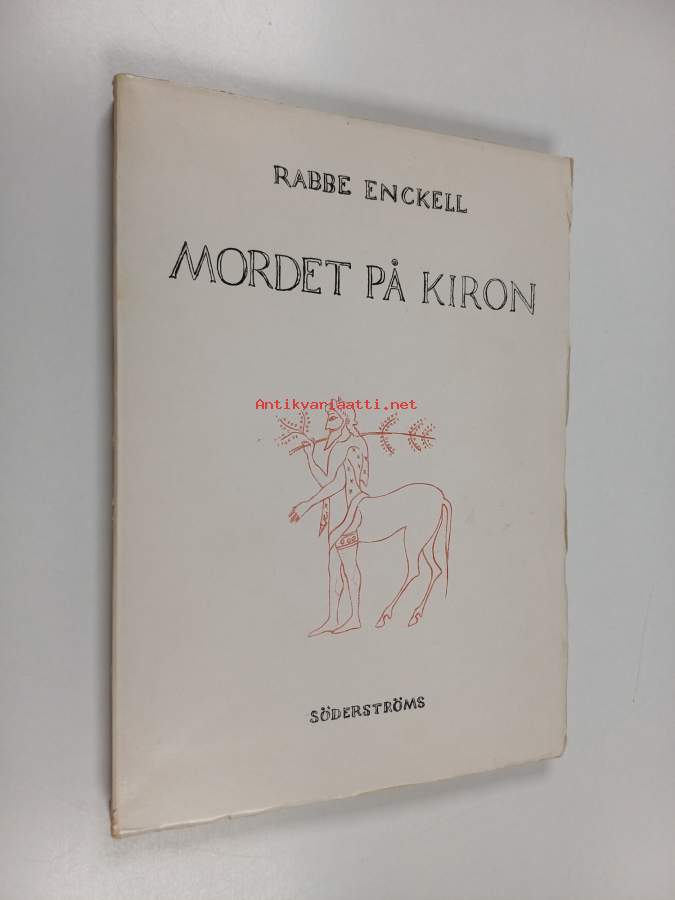 RABBE ENCKELL
MORDET PÅ KIRON
Antikvariaatti.net
SÖDERSTRÖMS